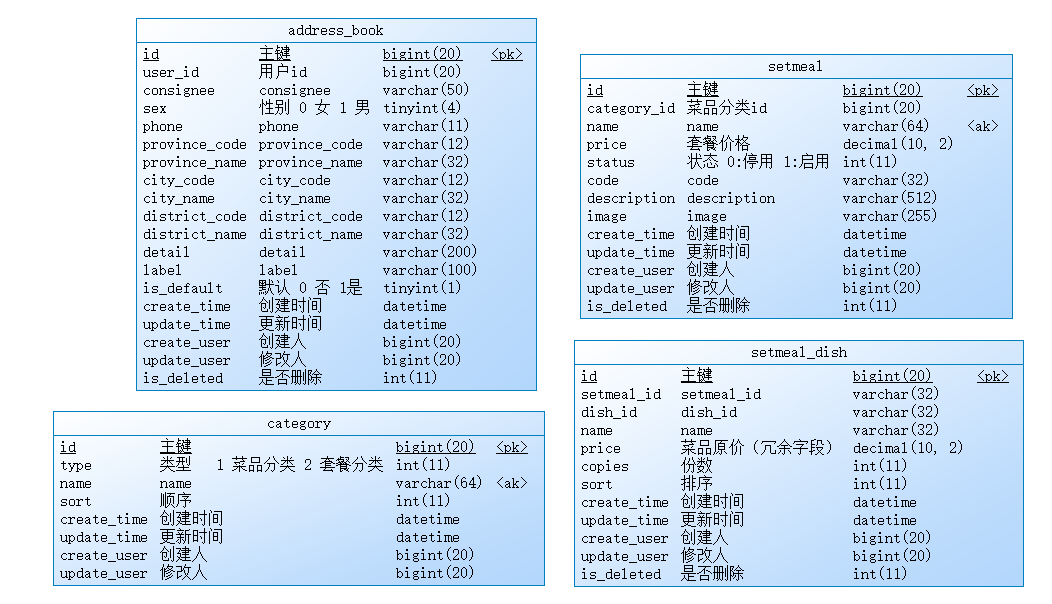 address_book
id 主键 bigint(20) <pk>
user_id 用户id bigint(20)
consignee consignee varchar(50)
sex 性别 0 女 1 男 tinyint(4)
phone phone varchar(11)
province_code province_code varchar(12)
province_name province_name varchar(32)
city_code city_code varchar(12)
city_name city_name varchar(32)
district_code district_code varchar(12)
district_name district_name varchar(32)
detail detail varchar(200)
label label varchar(100)
is_default 默认 0 否 1是 tinyint(1)
create_time 创建时间 datetime
update_time 更新时间 datetime
create_user 创建人 bigint(20)
update_user 修改人 bigint(20)
is_deleted 是否删除 int(11)
setmeal
id 主键 bigint(20) <pk>
category_id 菜品分类id bigint(20)
name name varchar(64) <ak>
price 套餐价格 decimal(10, 2)
status 状态 0:停用 1:启用 int(11)
code code varchar(32)
description description varchar(512)
image image varchar(255)
create_time 创建时间 datetime
update_time 更新时间 datetime
create_user 创建人 bigint(20)
update_user 修改人 bigint(20)
is_deleted 是否删除 int(11)
category
id 主键 bigint(20) <pk>
type 类型 1 菜品分类 2 套餐分类 int(11)
name name varchar(64) <ak>
sort 顺序 int(11)
create_time 创建时间 datetime
update_time 更新时间 datetime
create_user 创建人 bigint(20)
update_user 修改人 bigint(20)
setmeal_dish
id 主键 bigint(20) <pk>
setmeal_id setmeal_id varchar(32)
dish_id dish_id varchar(32)
name name varchar(32)
price 菜品原价（冗余字段） decimal(10, 2)
copies 份数 int(11)
sort 排序 int(11)
create_time 创建时间 datetime
update_time 更新时间 datetime
create_user 创建人 bigint(20)
update_user 修改人 bigint(20)
is_deleted 是否删除 int(11)